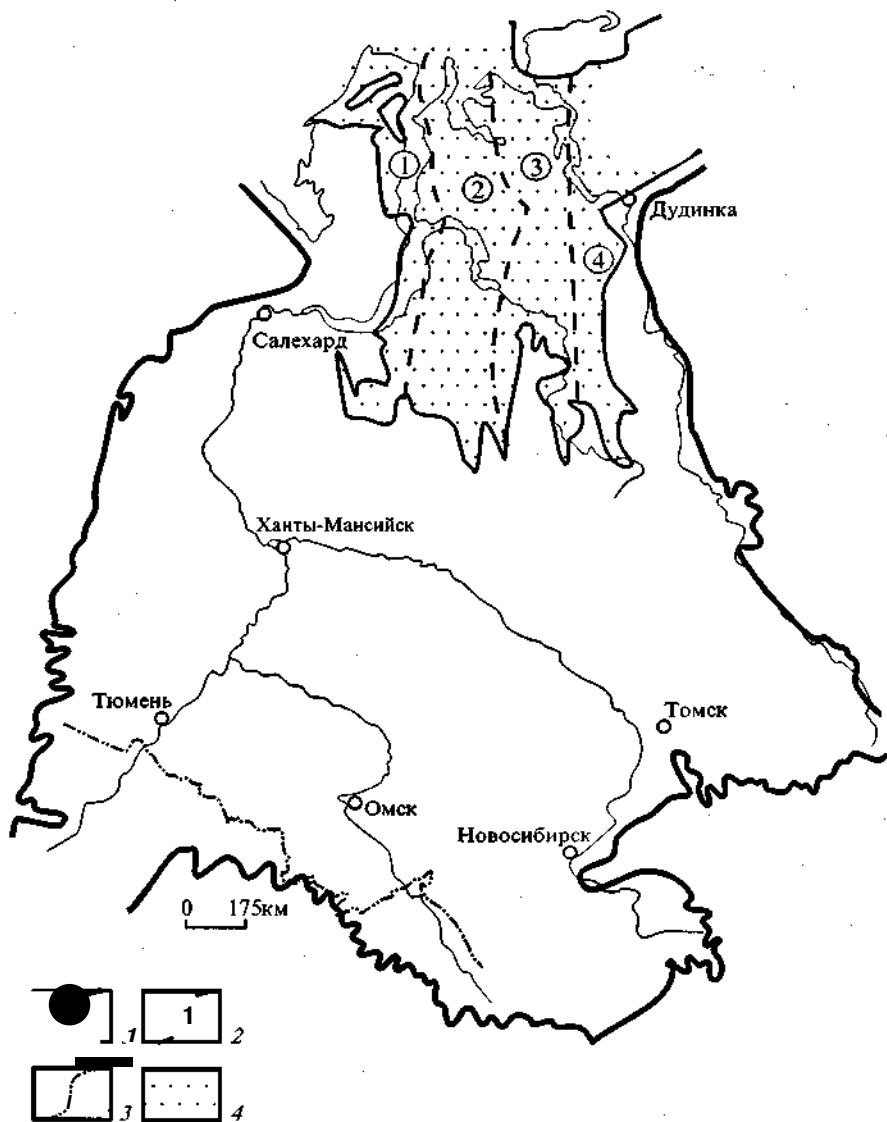 1
2
3
4
Дудинка
Салехард
Ханты-Мансийск
Тюмень
Томск
Омск
Новосибирск
0 175км
1 1 2
3 4